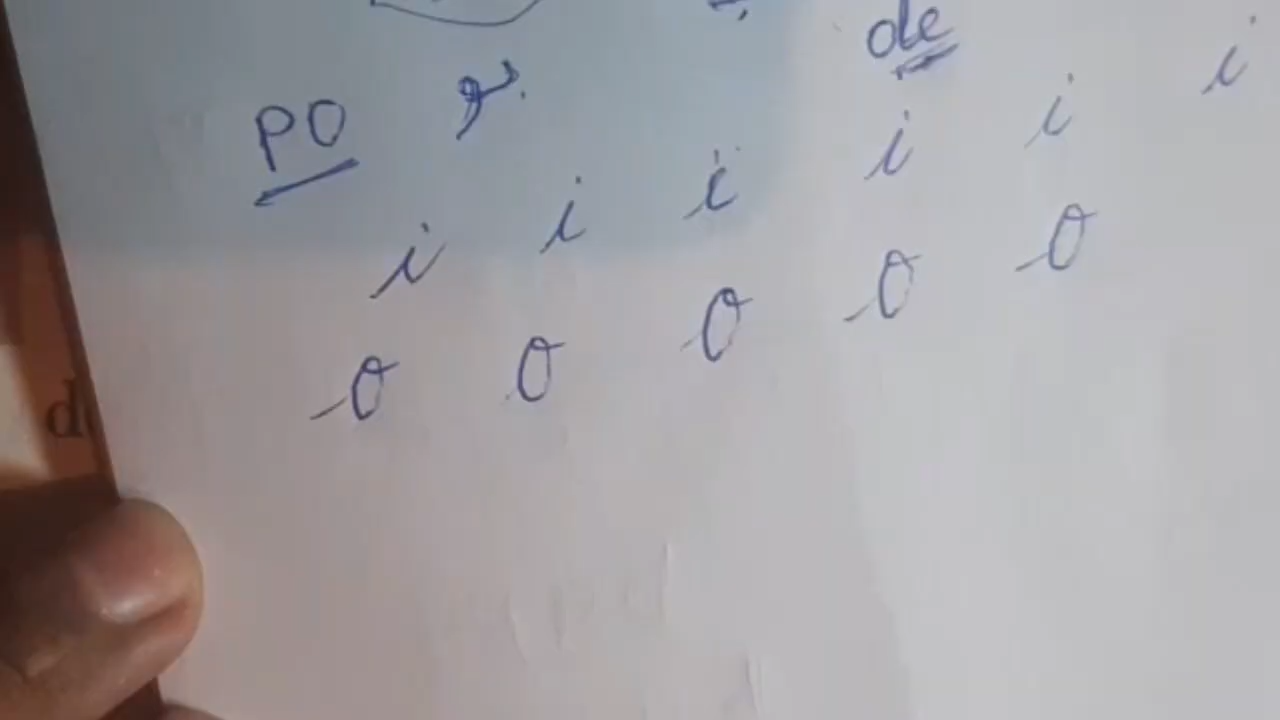 de
PO
i i i i i i
o o o o o